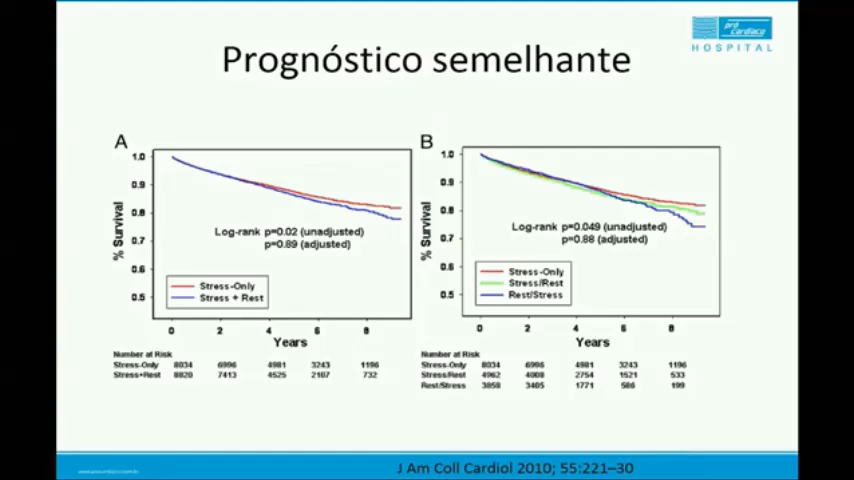 pró
cardíaco
HOSPITAL
Prognóstico semelhante
A
% Survival
1.0
0.9
0.8
0.7
0.6
0.5
Log-rank p=0.02 (unadjusted)
p=0.89 (adjusted)
Stress-Only
Stress + Rest
0 2 4 6 8
Years
Number at Risk
Stress-Only 8034 6996 4981 3243 1196
Stress+Rest 8820 7413 4525 2107 732
B
% Survival
1.0
0.9
0.8
0.7
0.6
0.5
Log-rank p=0.049 (unadjusted)
p=0.88 (adjusted)
Stress-Only
Stress/Rest
Rest/Stress
0 2 4 6 8
Years
Number at Risk
Stress-Only 8034 6996 4981 3243 1196
Stress/Rest 4962 4008 2754 1521 533
Rest/Stress 3858 3405 1771 586 199
www.procardiaco.com.br
J Am Coll Cardiol 2010; 55:221–30